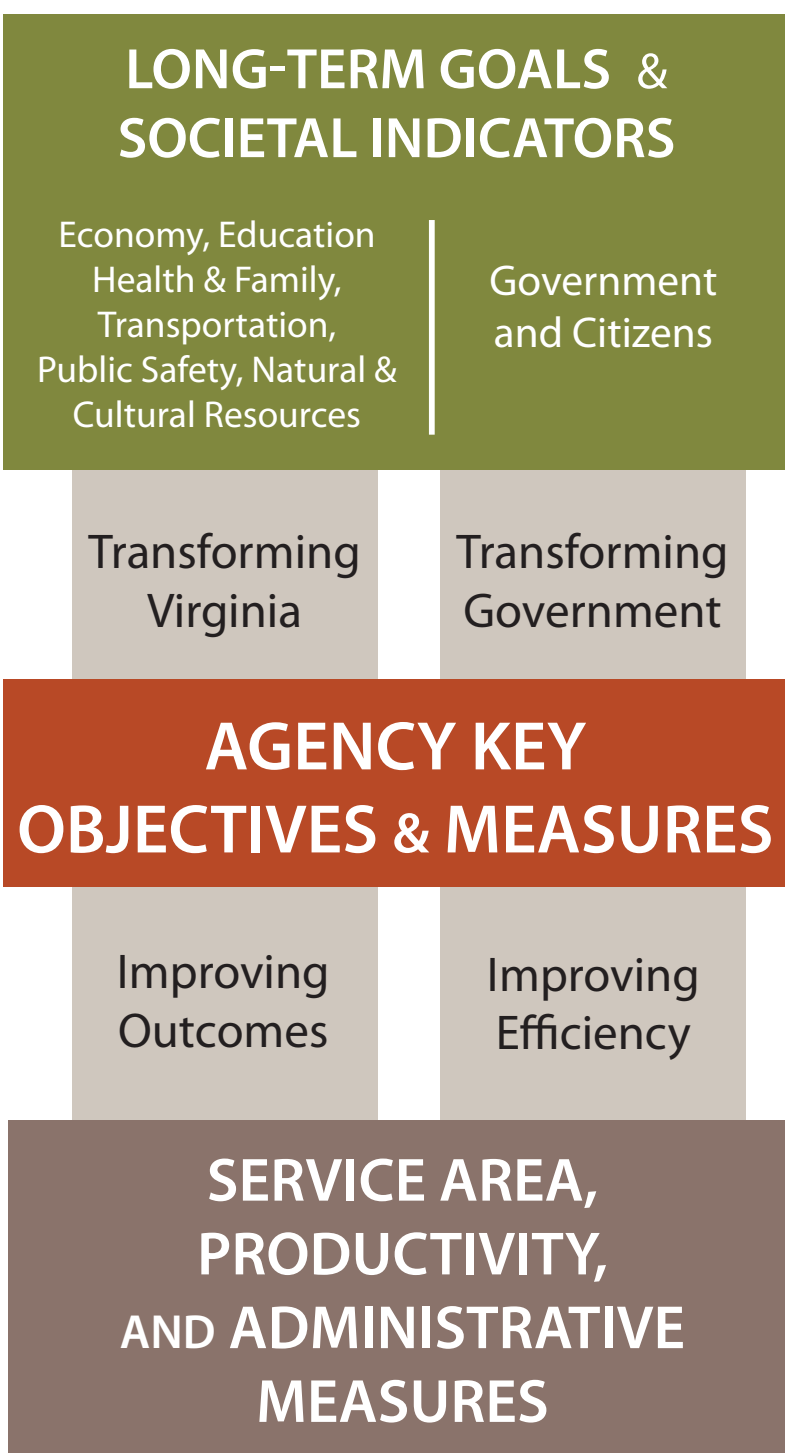 LONG-TERM GOALS &
SOCIETAL INDICATORS
Economy, Education
Health & Family,
Transportation,
Public Safety, Natural &
Cultural Resources
Government
and Citizens
Transforming
Virginia
Transforming
Government
AGENCY KEY
OBJECTIVES & MEASURES
Improving
Outcomes
Improving
Efficiency
SERVICE AREA,
PRODUCTIVITY,
AND ADMINISTRATIVE
MEASURES